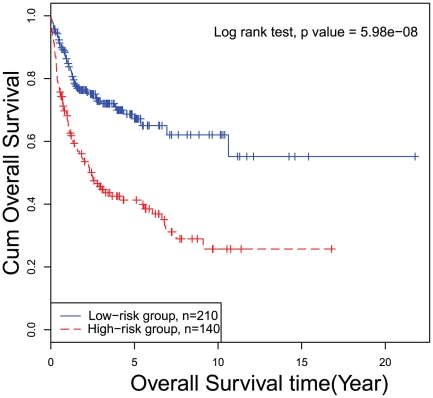 Log rank test, p value = 5.98e−08
Cum Overall Survival
1.0
0.8
0.6
0.4
0.2
0.0
Low−risk group, n=210
High−risk group, n=140
0 5 10 15 20
Overall Survival time(Year)